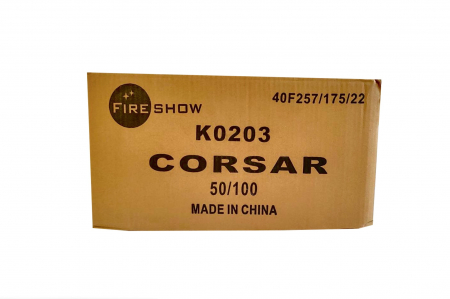 FIRESHOW
40F257/175/22
K0203
CORSAR
50/100
MADE IN CHINA